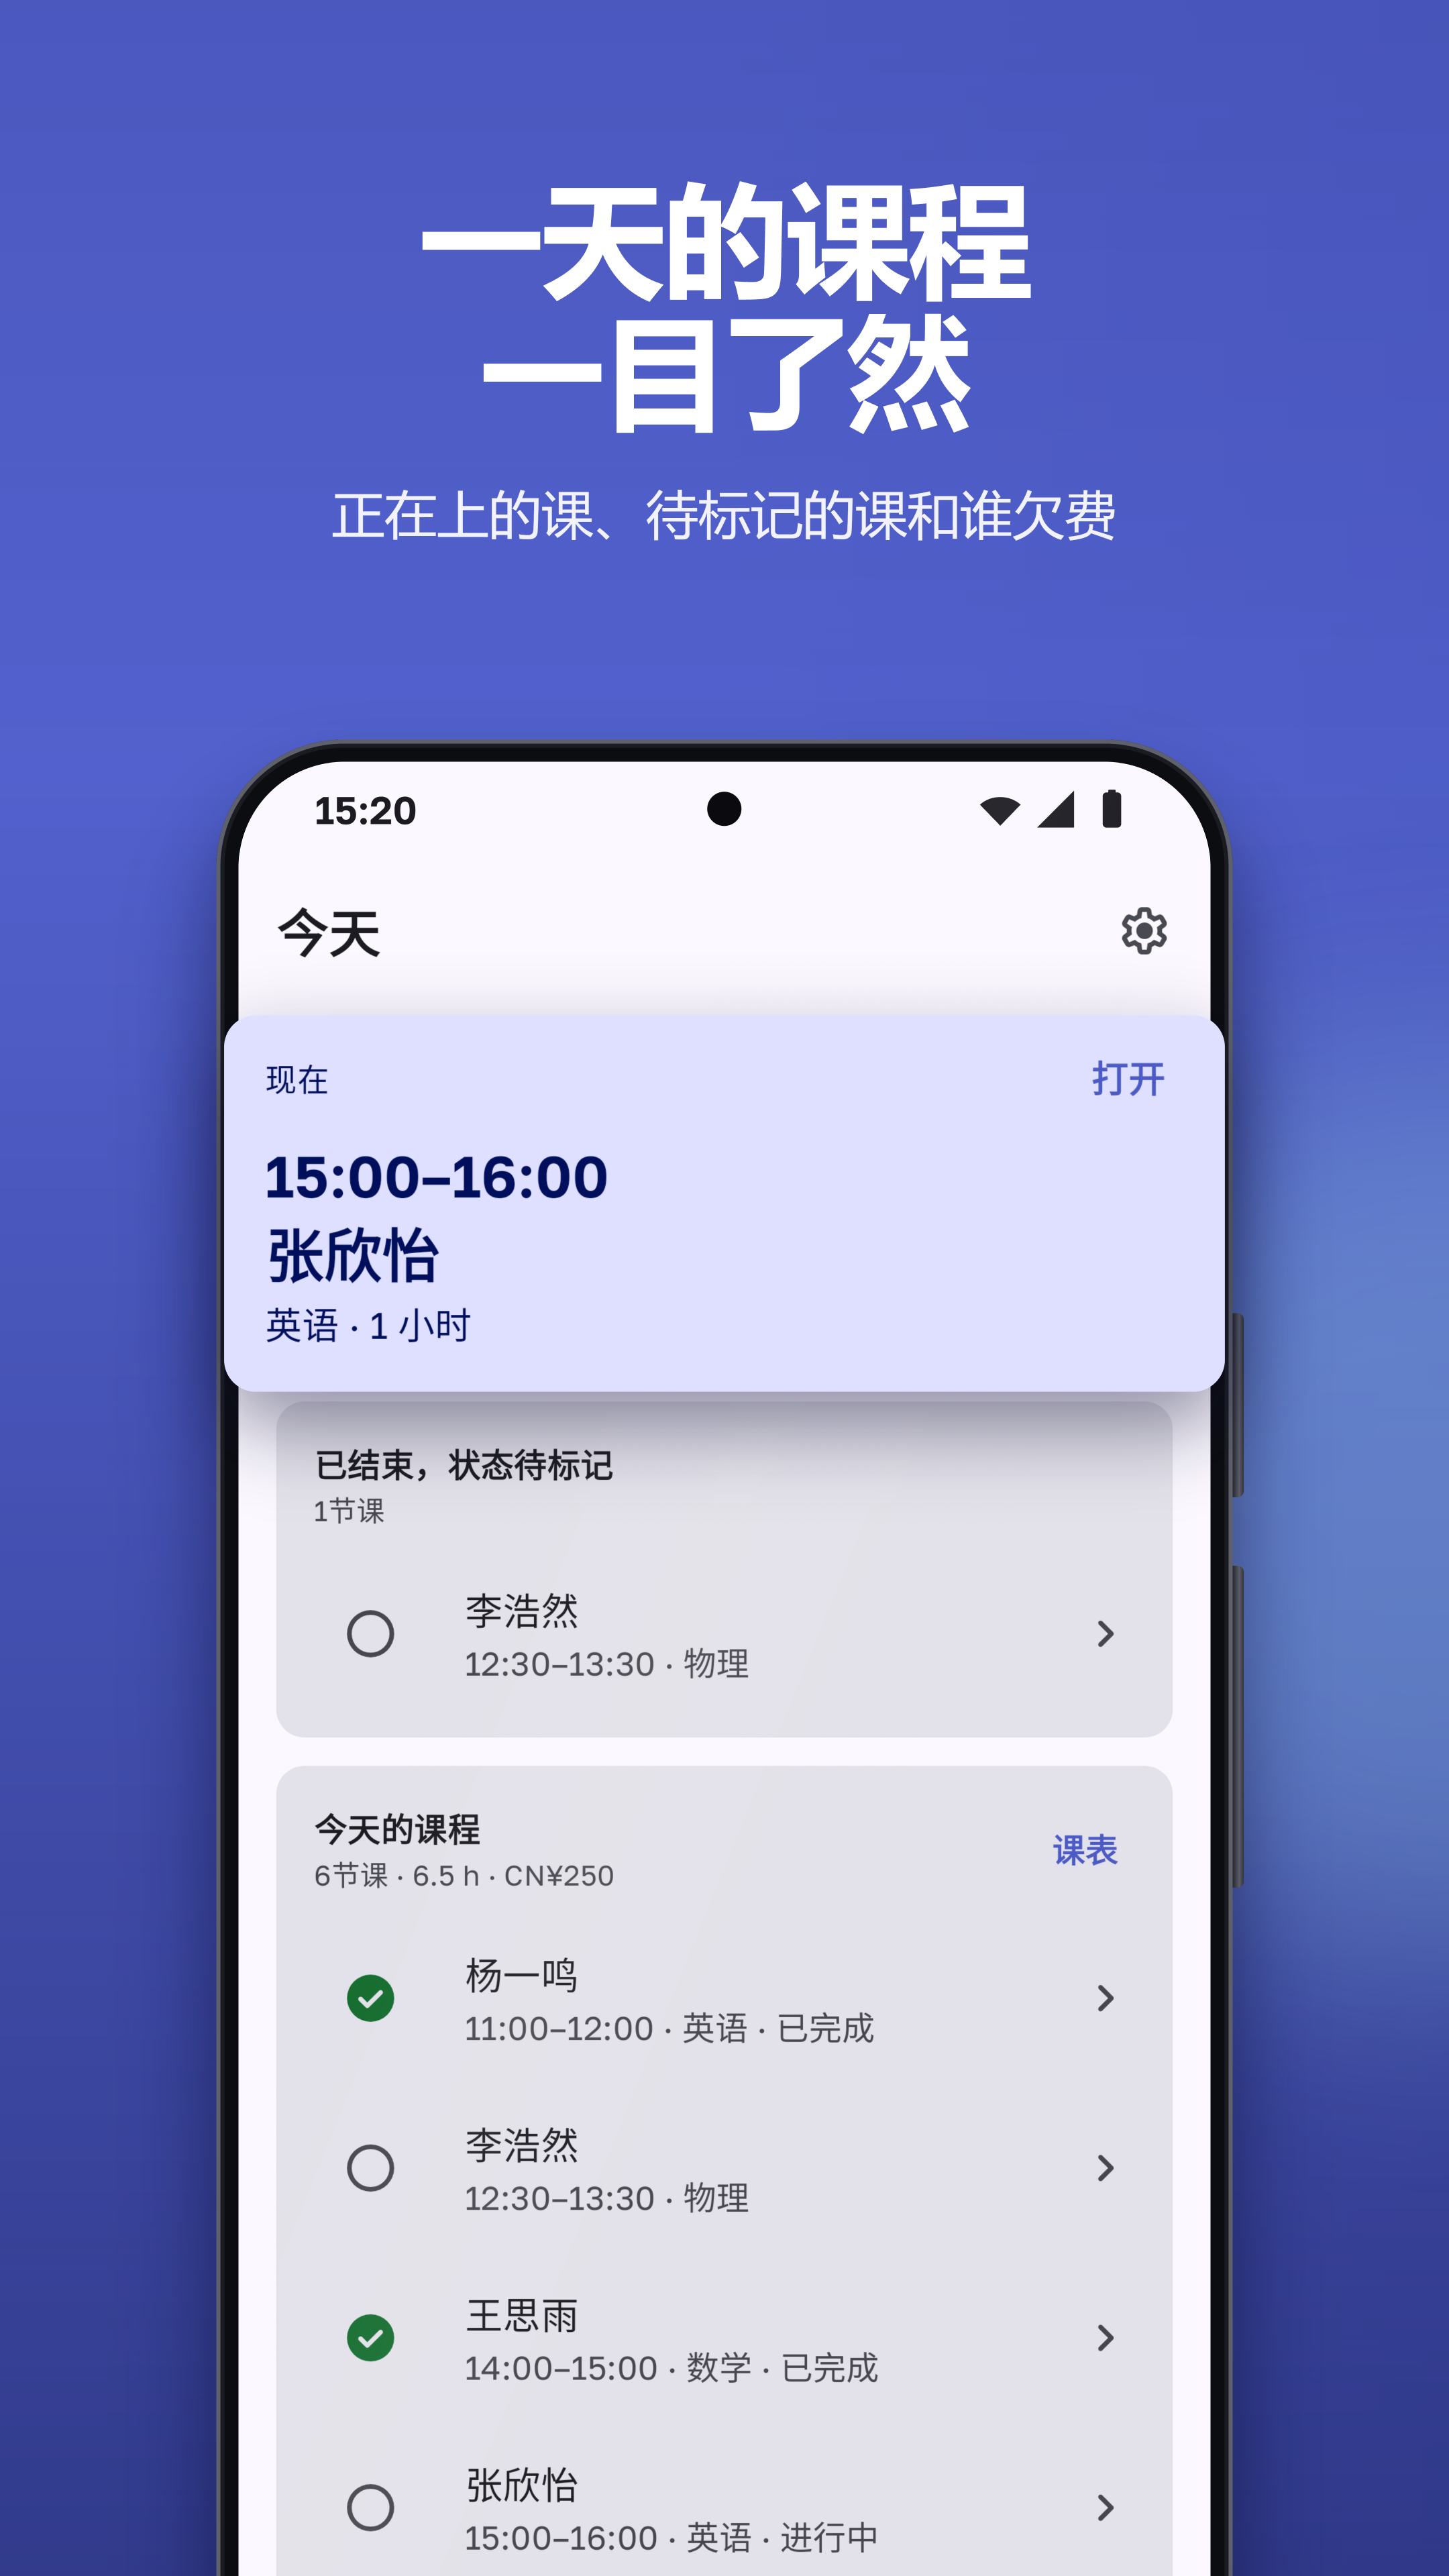 一天的课程
一目了然
正在上的课、待标记的课和谁欠费
15:20
今天
现在
打开
15:00–16:00
张欣怡
英语 · 1 小时
已结束，状态待标记
1节课
李浩然
12:30–13:30 · 物理
今天的课程
课表
6节课 · 6.5 h · CN¥250
杨一鸣
11:00–12:00 · 英语 · 已完成
李浩然
12:30–13:30 · 物理
王思雨
14:00–15:00 · 数学 · 已完成
张欣怡
15:00–16:00 · 英语 · 进行中